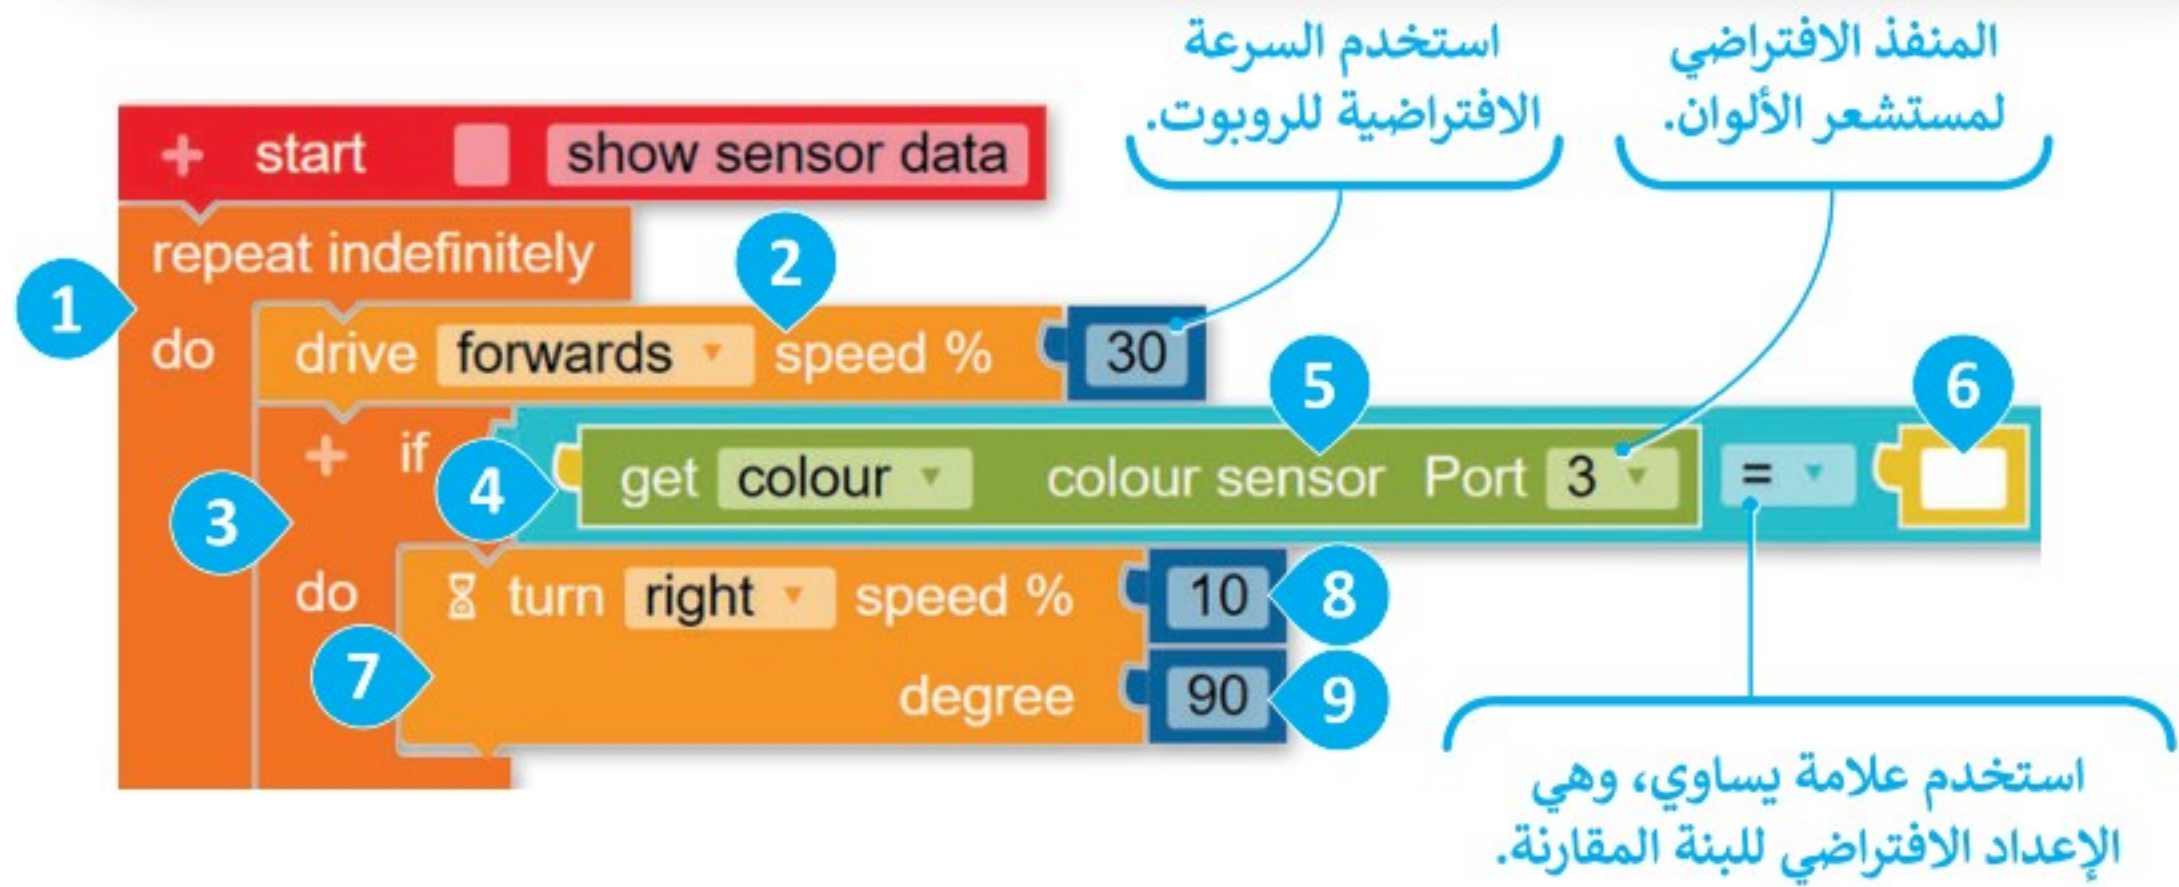 استخدم السرعة
الافتراضية للروبوت.
المنفذ الافتراضي
لمستشعر الألوان.
+ start show sensor data
repeat indefinitely
1
2
do drive forwards speed % 30
3
+ if
4
get colour colour sensor Port 3 =
5
6
do turn right speed % 10
7
8
degree 90
9
استخدم علامة يساوي، وهي
الإعداد الافتراضي للبنة المقارنة.